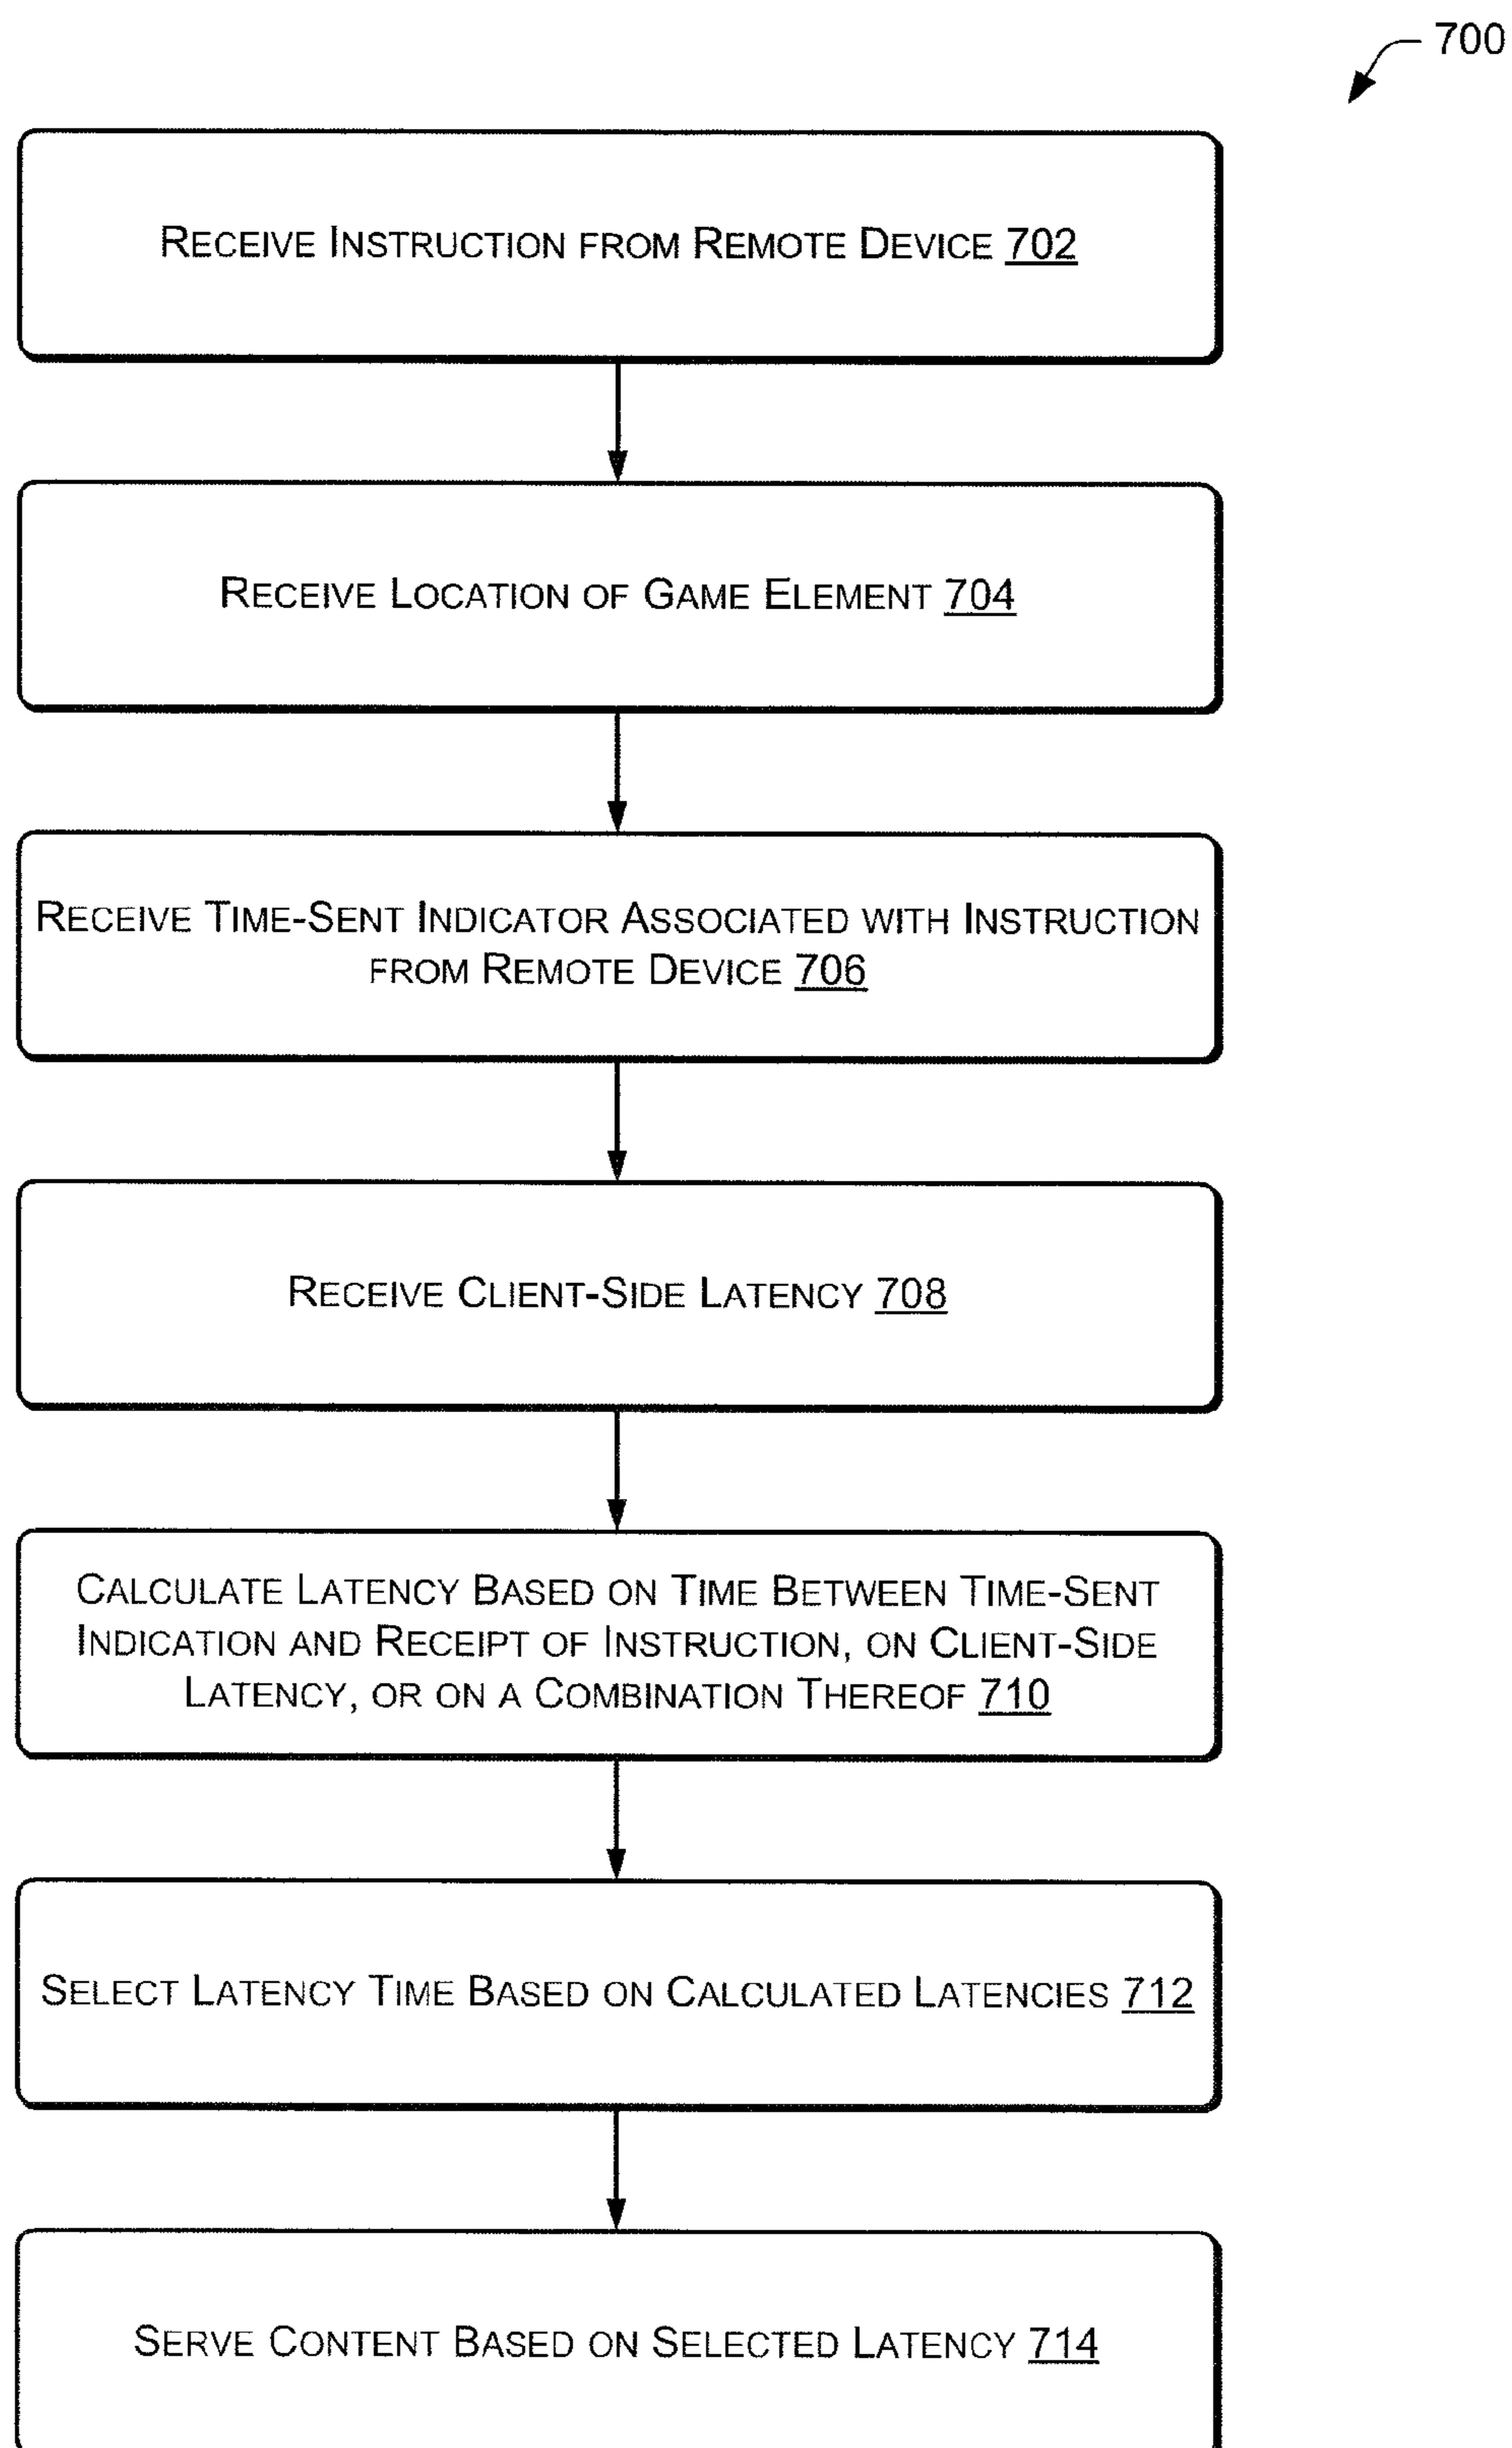 700
RECEIVE INSTRUCTION FROM REMOTE DEVICE 702
RECEIVE LOCATION OF GAME ELEMENT 704
RECEIVE TIME-SENT INDICATOR ASSOCIATED WITH INSTRUCTION
FROM REMOTE DEVICE 706
RECEIVE CLIENT-SIDE LATENCY 708
CALCULATE LATENCY BASED ON TIME BETWEEN TIME-SENT
INDICATION AND RECEIPT OF INSTRUCTION, ON CLIENT-SIDE
LATENCY, OR ON A COMBINATION THEREOF 710
SELECT LATENCY TIME BASED ON CALCULATED LATENCIES 712
SERVE CONTENT BASED ON SELECTED LATENCY 714